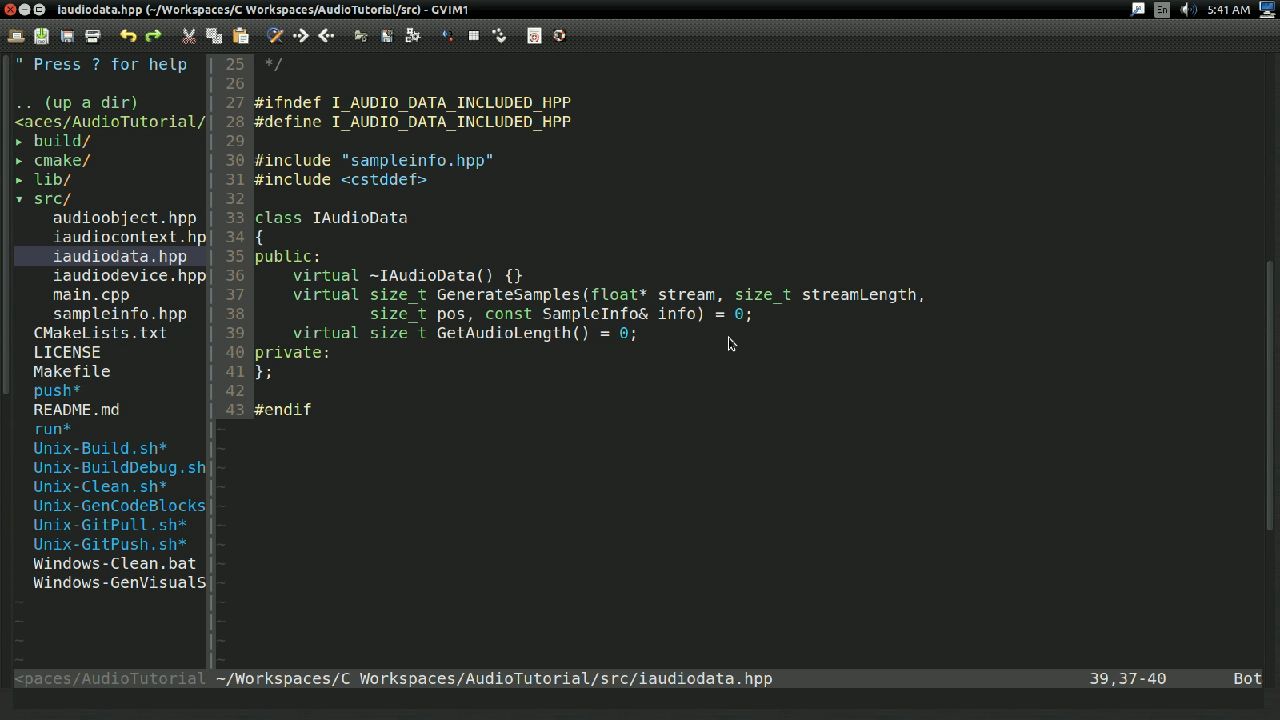 iaudiodata.hpp (~/Workspaces/C Workspaces/AudioTutorial/src) - GVIM1
En
5:41 AM
" Press ? for help
.. (up a dir)
<aces/AudioTutorial/
▸ build/
▸ cmake/
▸ lib/
▾ src/
audioobject.hpp
iaudiocontext.hp
iaudiodata.hpp
iaudiodevice.hpp
main.cpp
sampleinfo.hpp
CMakeLists.txt
LICENSE
Makefile
push*
README.md
run*
Unix-Build.sh*
Unix-BuildDebug.sh
Unix-Clean.sh*
Unix-GenCodeBlocks
Unix-GitPull.sh*
Unix-GitPush.sh*
Windows-Clean.bat
Windows-GenVisualS
~
~
~
~
25 */
26
27 #ifndef I_AUDIO_DATA_INCLUDED_HPP
28 #define I_AUDIO_DATA_INCLUDED_HPP
29
30 #include "sampleinfo.hpp"
31 #include <cstddef>
32
33 class IAudioData
34 {
35 public:
36     virtual ~IAudioData() {}
37     virtual size_t GenerateSamples(float* stream, size_t streamLength,
38             size_t pos, const SampleInfo& info) = 0;
39     virtual size_t GetAudioLength() = 0;
40 private:
41 };
42
43 #endif
~
~
~
~
~
~
~
~
~
~
~
~
~
<paces/AudioTutorial ~/Workspaces/C Workspaces/AudioTutorial/src/iaudiodata.hpp 39,37-40 Bot